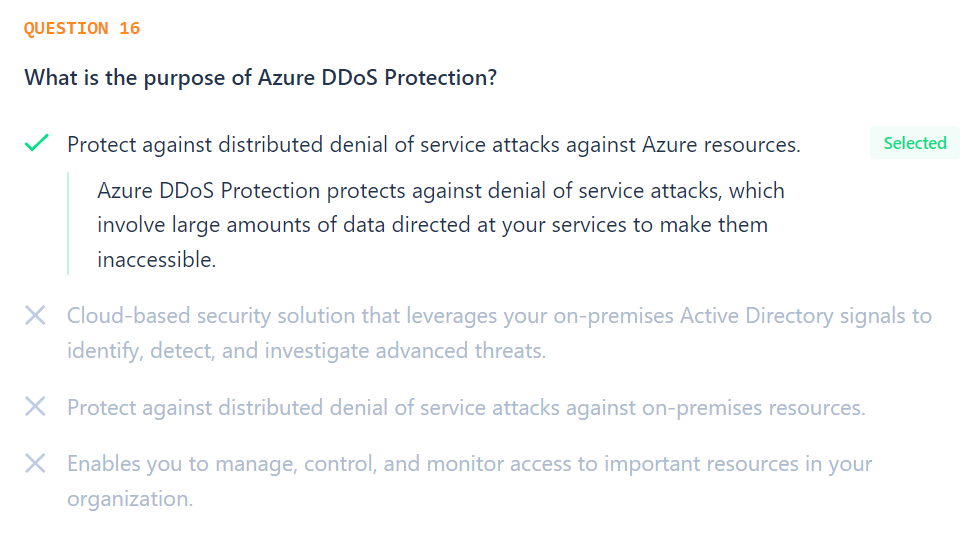 QUESTION 16
What is the purpose of Azure DDoS Protection?
Protect against distributed denial of service attacks against Azure resources.
Selected
Azure DDoS Protection protects against denial of service attacks, which
involve large amounts of data directed at your services to make them
inaccessible.
Cloud-based security solution that leverages your on-premises Active Directory signals to
identify, detect, and investigate advanced threats.
Protect against distributed denial of service attacks against on-premises resources.
Enables you to manage, control, and monitor access to important resources in your
organization.